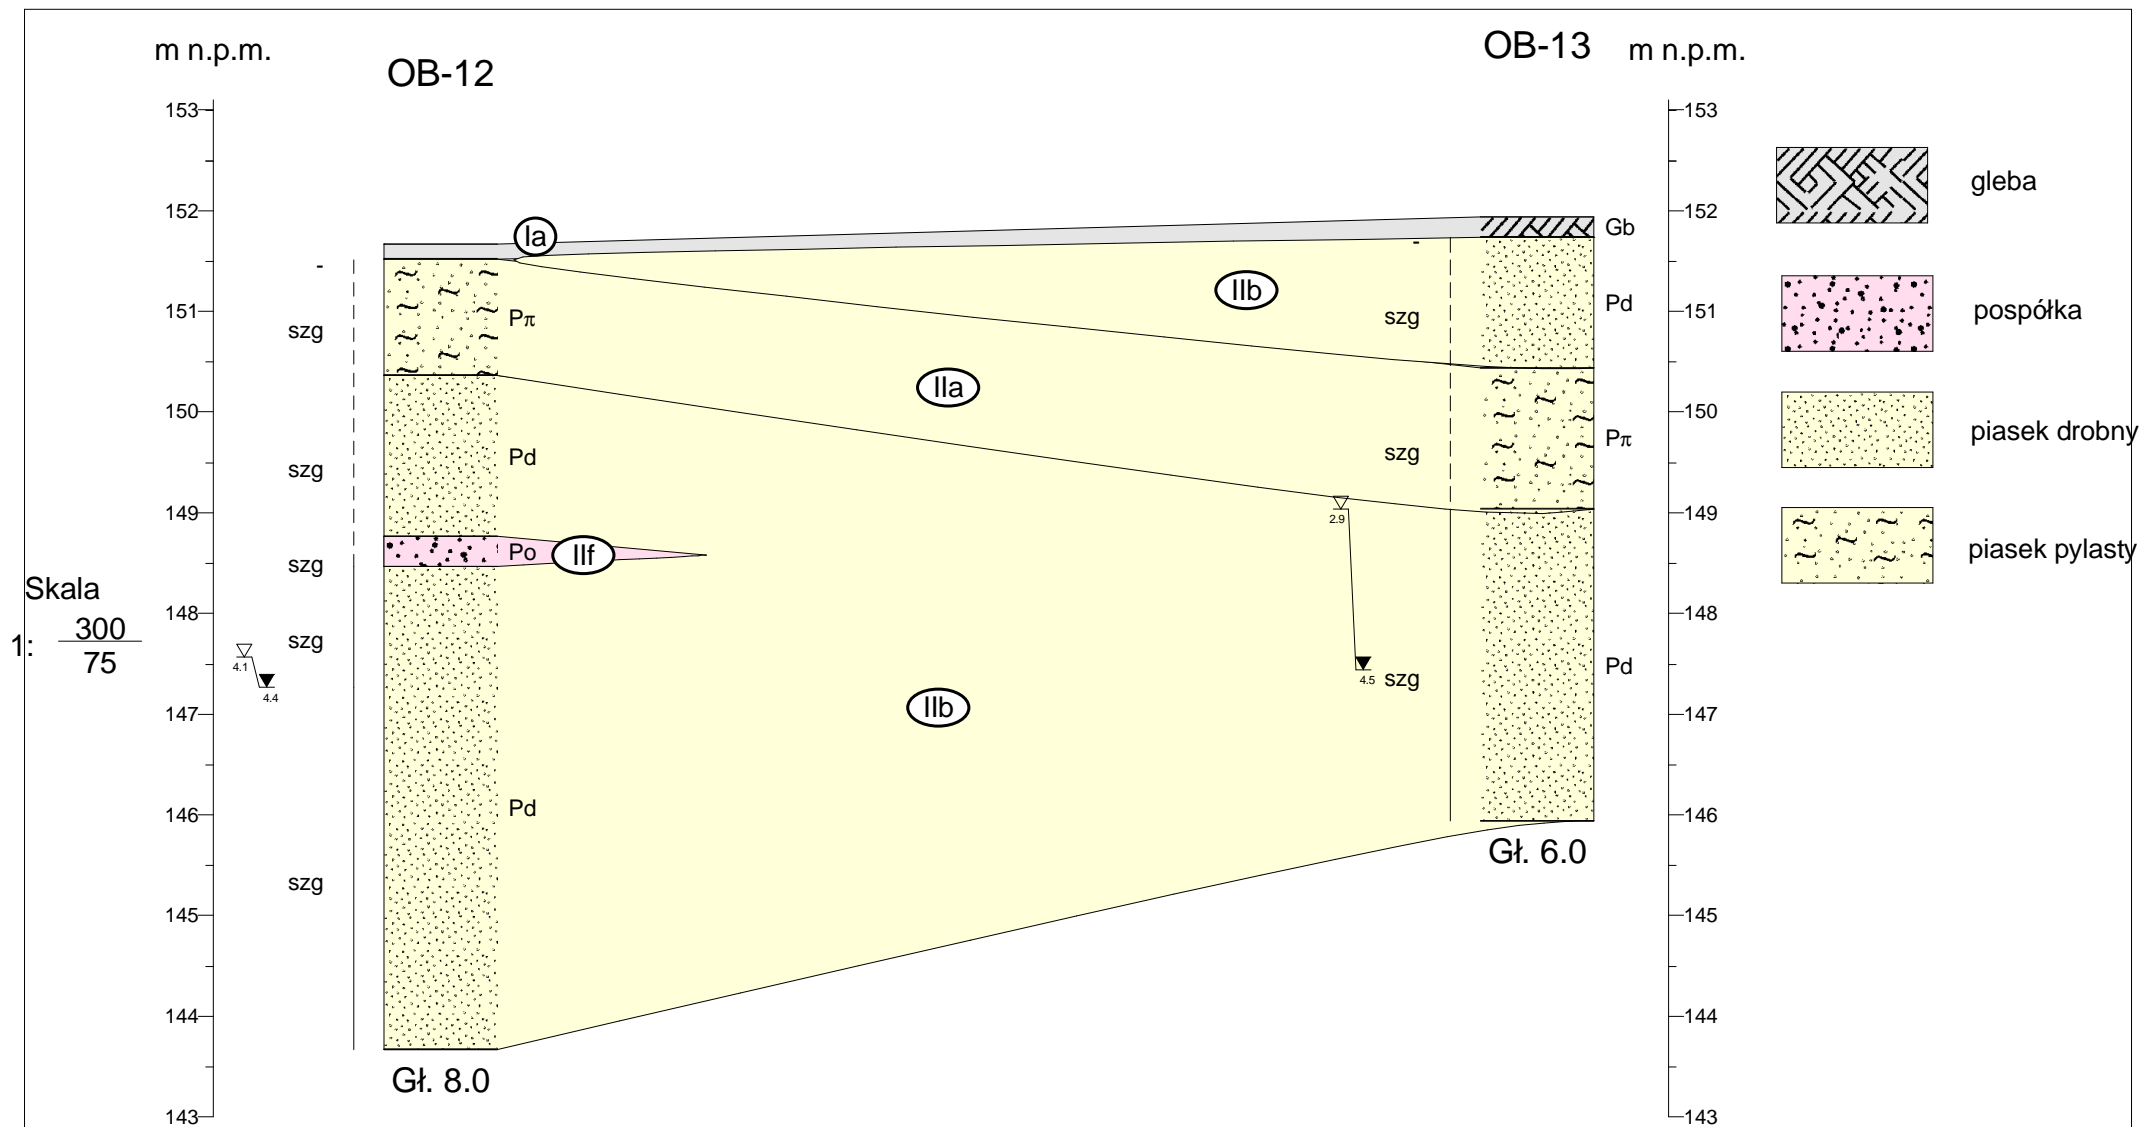 m n.p.m.
OB-12
OB-13
m n.p.m.
153
153
gleba
152
152
Ia
Gb
-
-
IIb
Pd
151
151
pospółka
szg
Pπ
szg
IIa
150
150
piasek drobny
Pπ
szg
Pd
szg
149
149
2.9
Po
IIf
piasek pylasty
szg
Skala
148
148
1:
300
75
szg
4.1
4.4
Pd
szg
4.5
147
IIb
147
146
Pd
146
Gł. 6.0
szg
145
145
144
144
Gł. 8.0
143
143